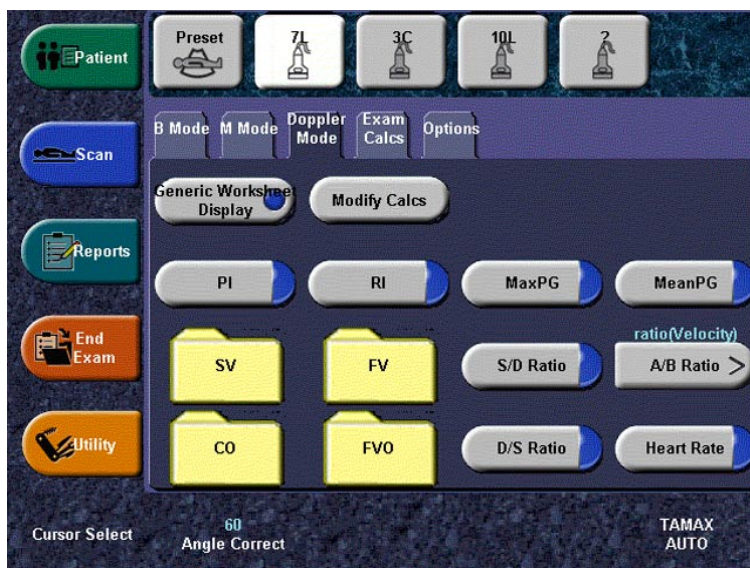 Patient
Preset
7L
3C
10L
?
Scan
B Mode
M Mode
Doppler
Mode
Exam
Calcs
Options
Generic Worksheet
Display
Modify Calcs
Reports
PI
RI
MaxPG
MeanPG
End
Exam
SV
FV
S/D Ratio
ratio(Velocity)
A/B Ratio >
Utility
CO
FVO
D/S Ratio
Heart Rate
Cursor Select
60
Angle Correct
TAMAX
AUTO